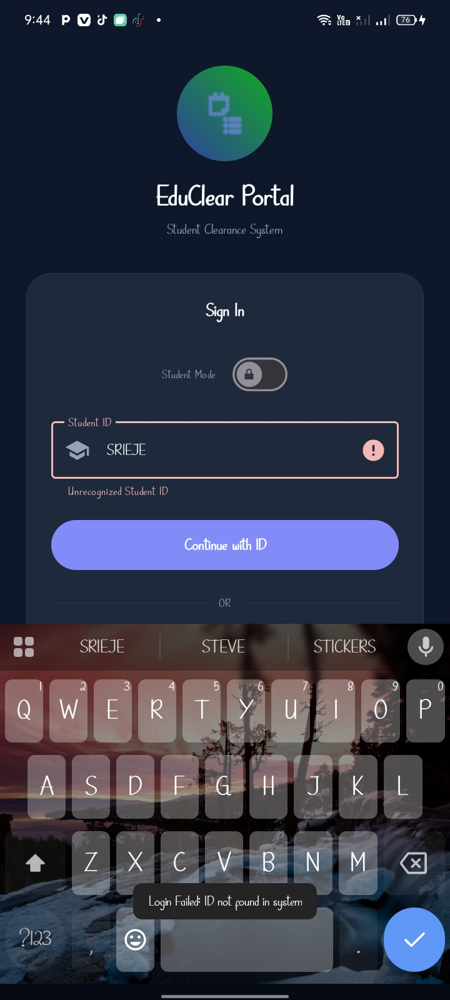 9:44
Vo
LTE2
76
EduClear Portal
Student Clearance System
Sign In
Student Mode
Student ID
SRIEJE
Unrecognized Student ID
Continue with ID
OR
SRIEJE STEVE STICKERS
1 2 3 4 5 6 7 8 9 0
Q W E R T Y U I O P
A S D F G H J K L
Z X C V B N M
Login Failed: ID not found in system
?123 , .